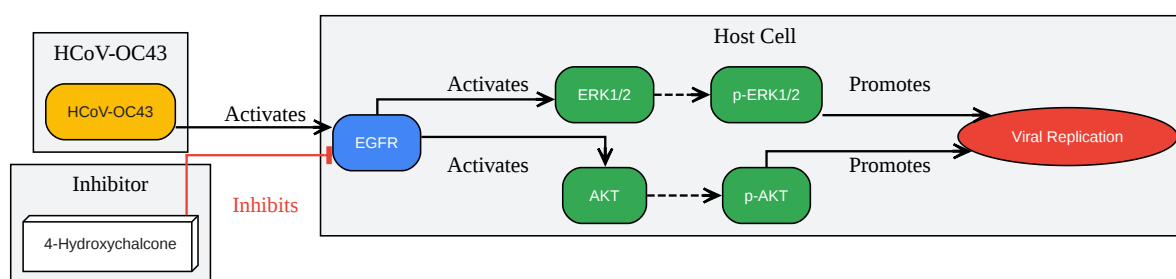 HCoV-OC43
HCoV-OC43
Activates
Host Cell
Activates
ERK1/2
p-ERK1/2
Promotes
EGFR
Viral Replication
Activates
AKT
p-AKT
Promotes
Inhibitor
4-Hydroxychalcone
Inhibits